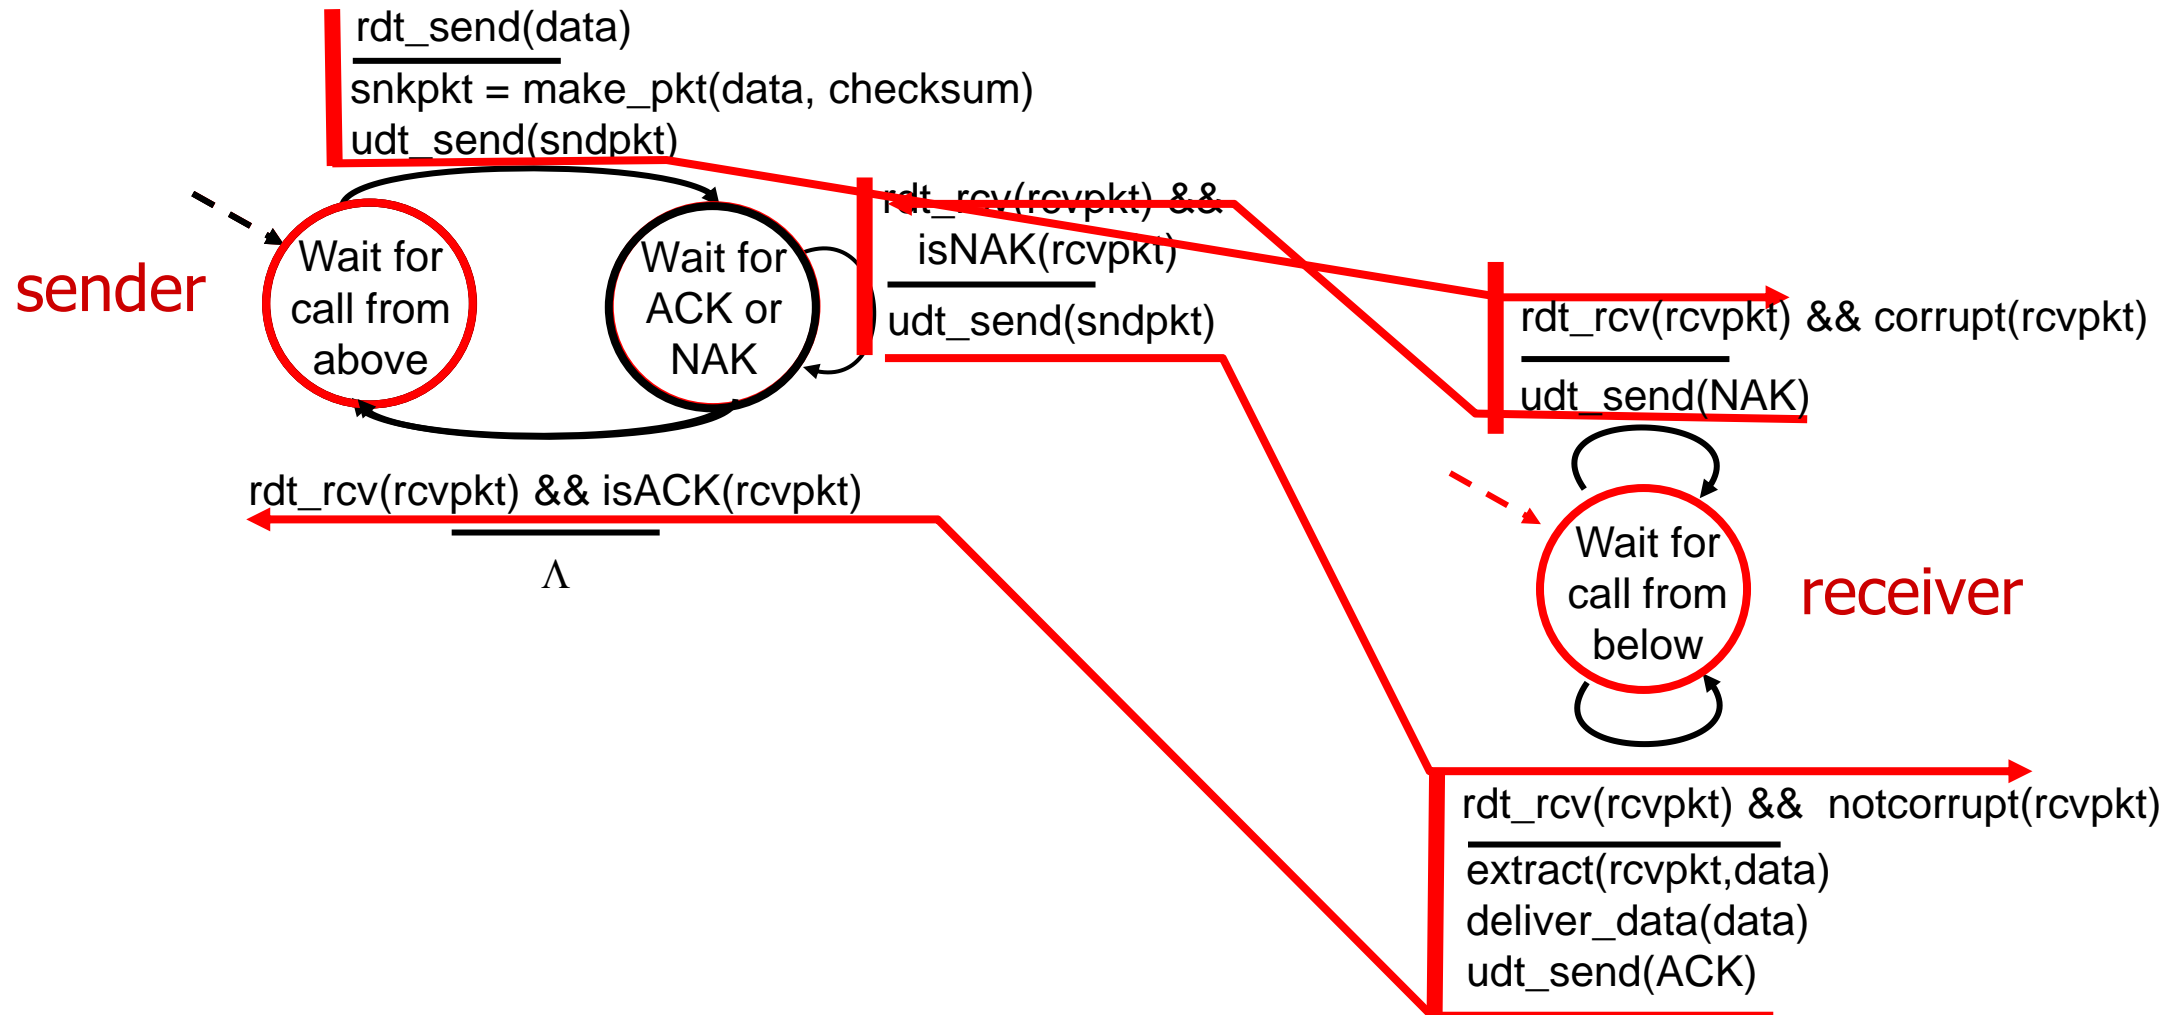 rdt_send(data)
snkpkt = make_pkt(data, checksum)
udt_send(sndpkt)
rdt_rcv(rcvpkt) &&
isNAK(rcvpkt)
udt_send(sndpkt)
sender
Wait for
call from
above
Wait for
ACK or
NAK
rdt_rcv(rcvpkt) && isACK(rcvpkt)
Λ
rdt_rcv(rcvpkt) && corrupt(rcvpkt)
udt_send(NAK)
Wait for
call from
below
receiver
rdt_rcv(rcvpkt) && notcorrupt(rcvpkt)
extract(rcvpkt,data)
deliver_data(data)
udt_send(ACK)